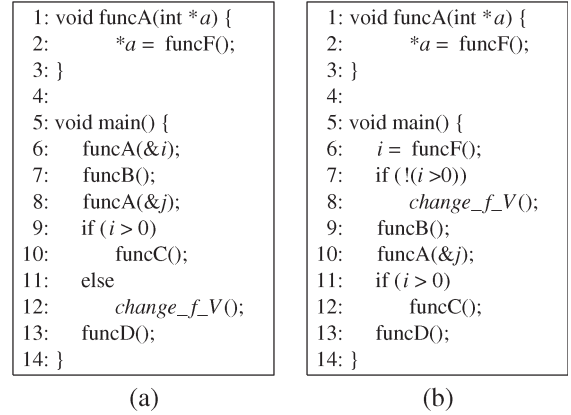 1: void funcA(int *a) {
2: *a = funcF();
3: }
4:
5: void main() {
6: funcA(&i);
7: funcB();
8: funcA(&j);
9: if (i > 0)
10: funcC();
11: else
12: change_f_V();
13: funcD();
14: }
(a)
1: void funcA(int *a) {
2: *a = funcF();
3: }
4:
5: void main() {
6: i = funcF();
7: if (!(i >0))
8: change_f_V();
9: funcB();
10: funcA(&j);
11: if (i > 0)
12: funcC();
13: funcD();
14: }
(b)